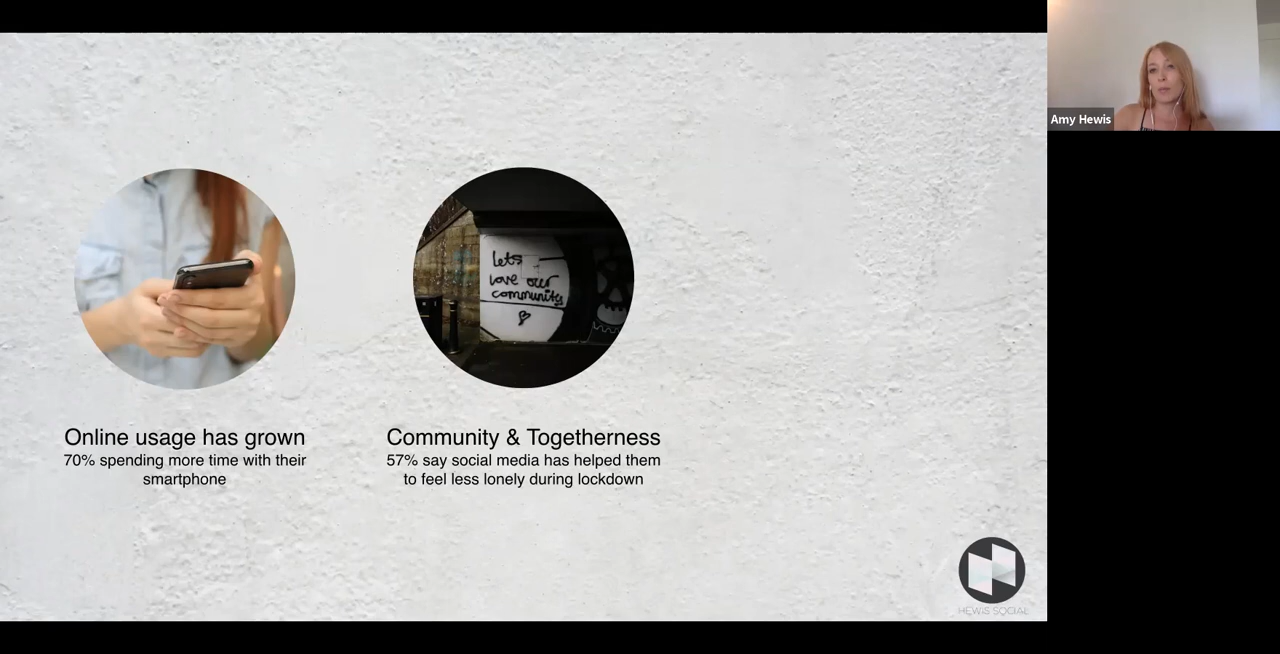 Amy Hewis
lets
love our
community
Online usage has grown
70% spending more time with their
smartphone
Community & Togetherness
57% say social media has helped them
to feel less lonely during lockdown
HEWIS SOCIAL